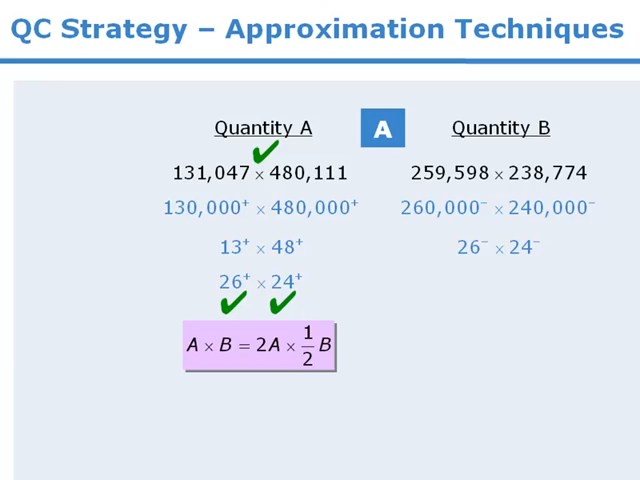 QC Strategy – Approximation Techniques
Quantity A
A
Quantity B
131,047 × 480,111
259,598 × 238,774
130,000⁺ × 480,000⁺
260,000⁻ × 240,000⁻
13⁺ × 48⁺
26⁻ × 24⁻
26⁺ × 24⁺
A × B = 2A × 1/2 B